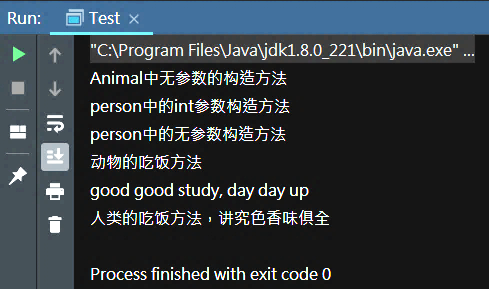 Run: Test ×
"C:\Program Files\Java\jdk1.8.0_221\bin\java.exe" ...
Animal中无参数的构造方法
person中的int参数构造方法
person中的无参数构造方法
动物的吃饭方法
good good study, day day up
人类的吃饭方法，讲究色香味俱全
Process finished with exit code 0